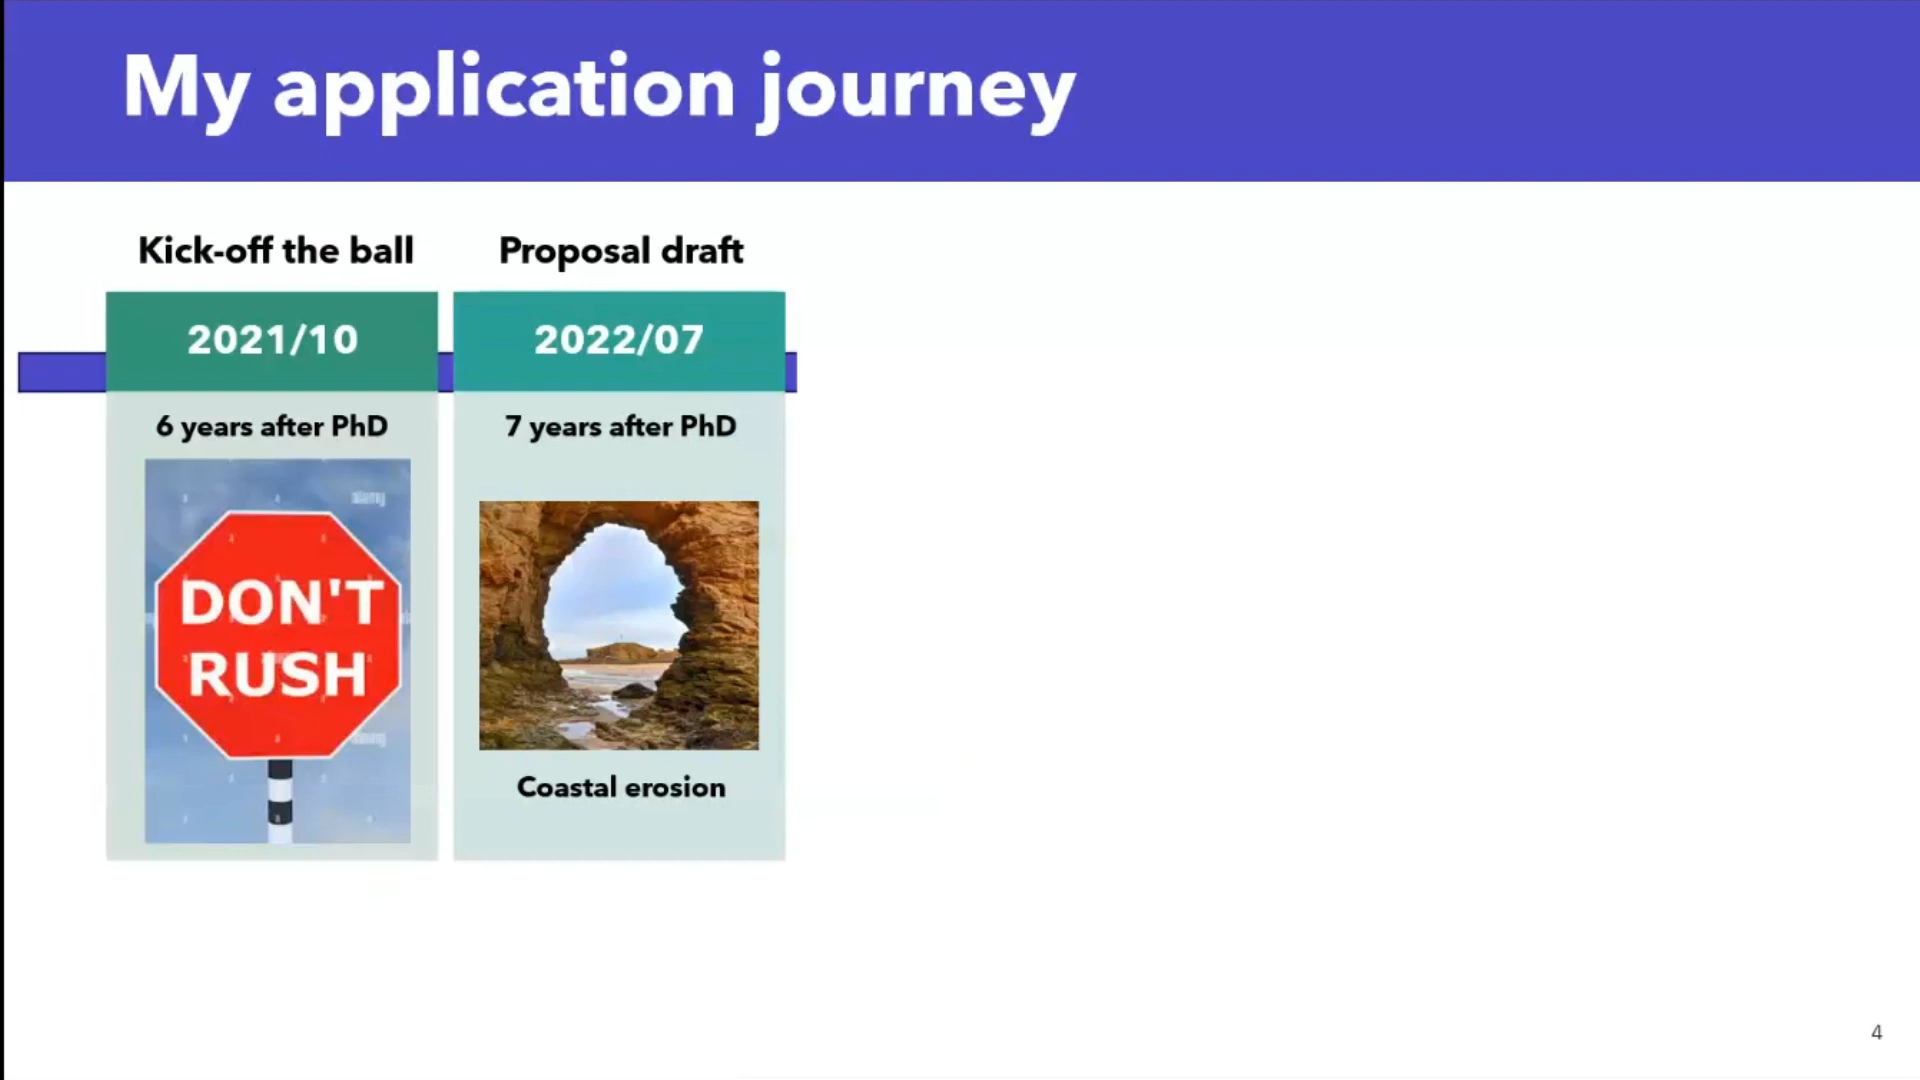 My application journey
Kick-off the ball
Proposal draft
2021/10
2022/07
6 years after PhD
7 years after PhD
DON'T
RUSH
Coastal erosion
4